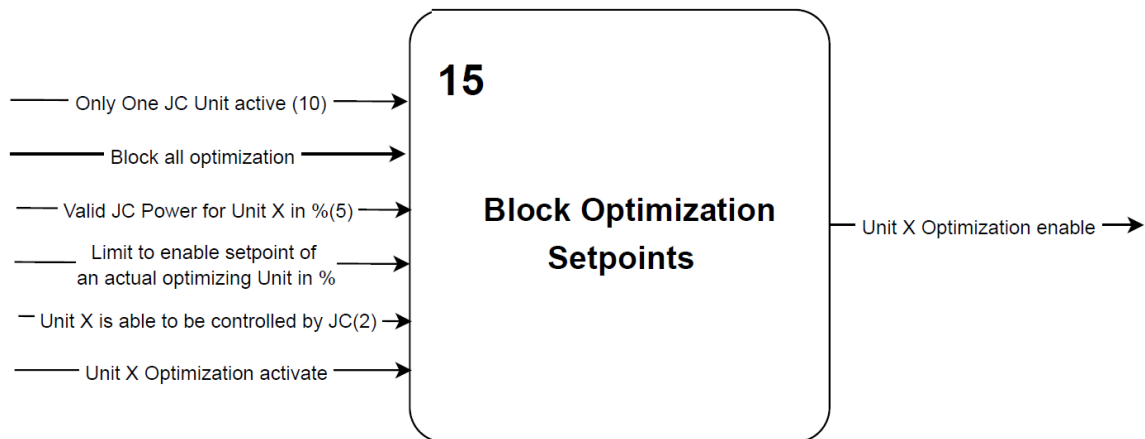 15
Only One JC Unit active (10)
Block all optimization
Valid JC Power for Unit X in %(5)
Limit to enable setpoint of
an actual optimizing Unit in %
Unit X is able to be controlled by JC(2)
Unit X Optimization activate
Block Optimization
Setpoints
Unit X Optimization enable